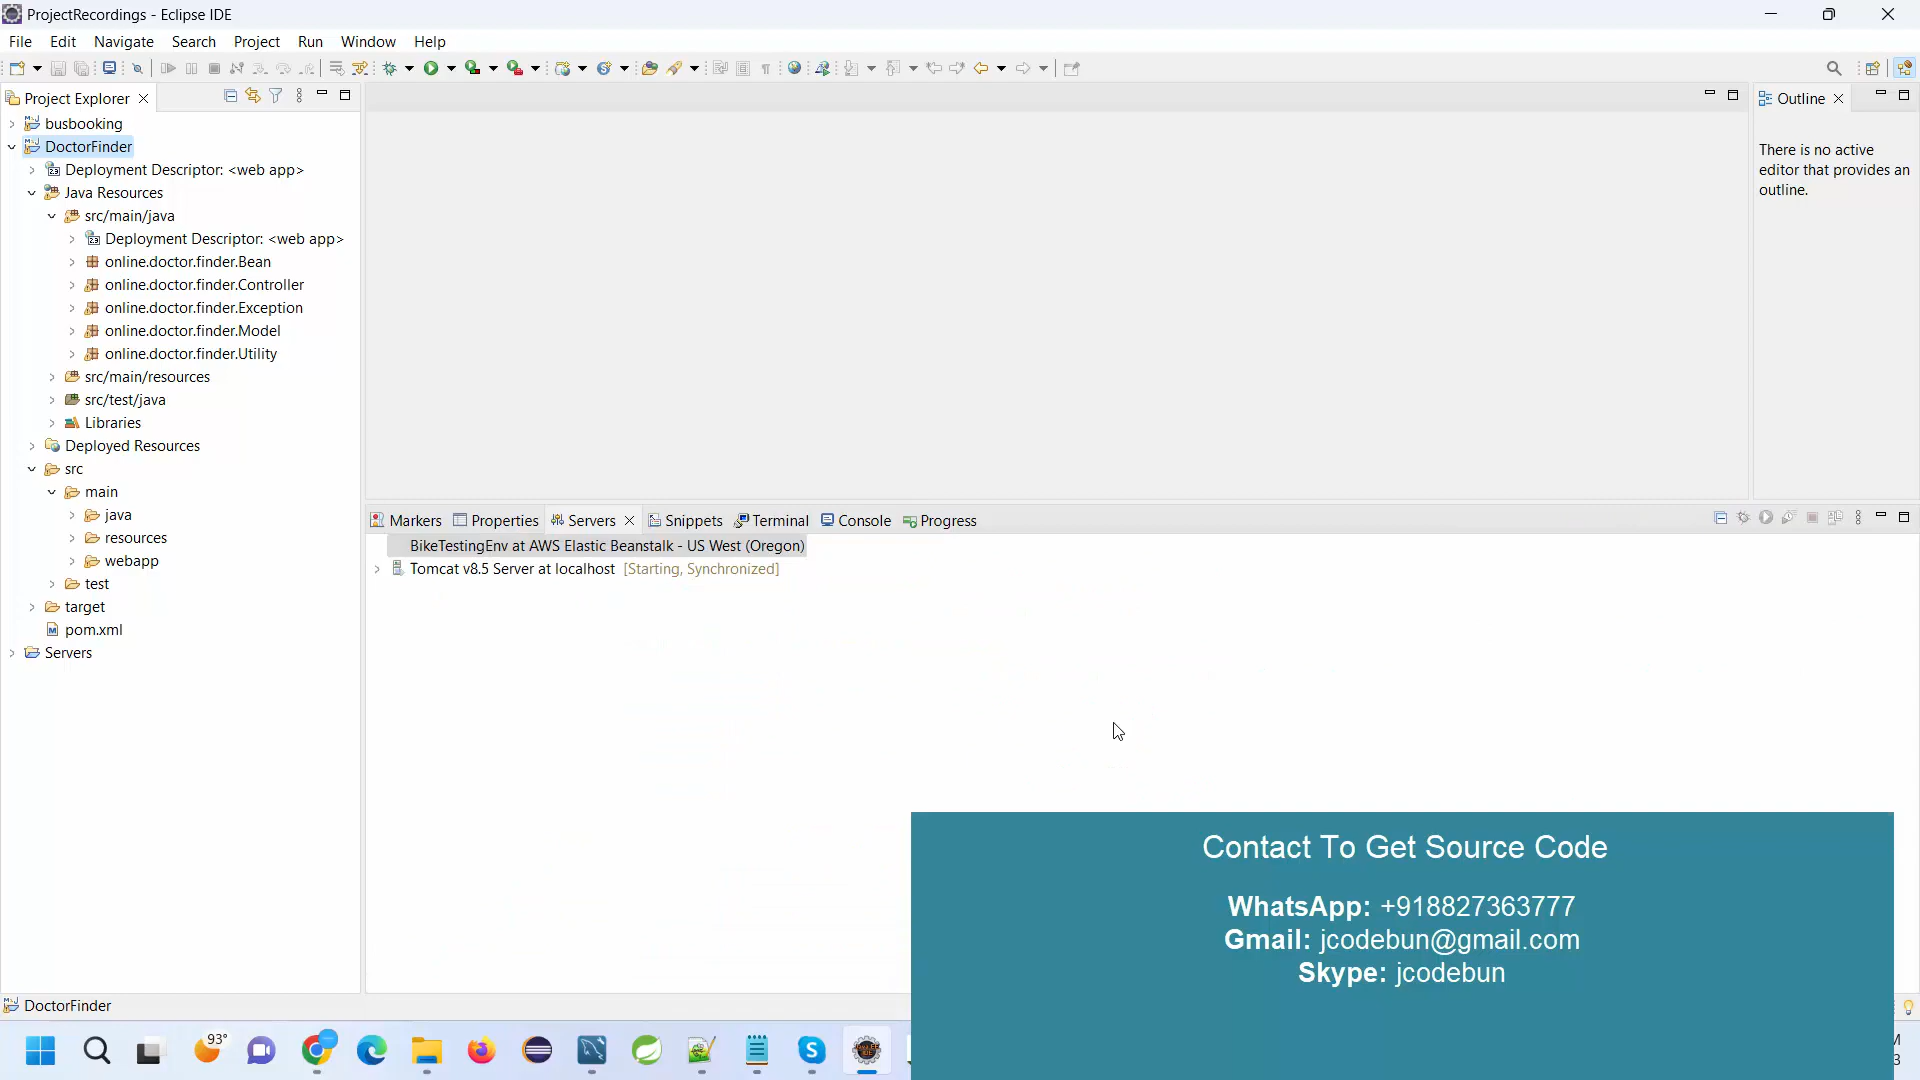 ProjectRecordings - Eclipse IDE
File Edit Navigate Search Project Run Window Help
Project Explorer
busbooking
DoctorFinder
Deployment Descriptor: <web app>
Java Resources
src/main/java
Deployment Descriptor: <web app>
online.doctor.finder.Bean
online.doctor.finder.Controller
online.doctor.finder.Exception
online.doctor.finder.Model
online.doctor.finder.Utility
src/main/resources
src/test/java
Libraries
Deployed Resources
src
main
java
resources
webapp
test
target
pom.xml
Servers
Outline
There is no active
editor that provides an
outline.
Markers Properties Servers Snippets Terminal Console Progress
BikeTestingEnv at AWS Elastic Beanstalk - US West (Oregon)
Tomcat v8.5 Server at localhost [Starting, Synchronized]
Contact To Get Source Code
WhatsApp: +918827363777
Gmail: jcodebun@gmail.com
Skype: jcodebun
DoctorFinder
93°